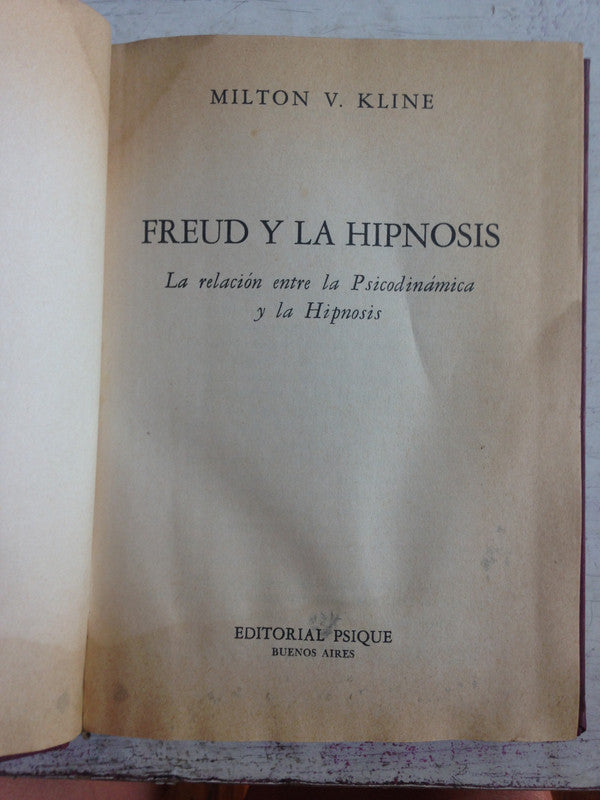 MILTON V. KLINE
FREUD Y LA HIPNOSIS
La relación entre la Psicodinámica
y la Hipnosis
EDITORIAL PSIQUE
BUENOS AIRES